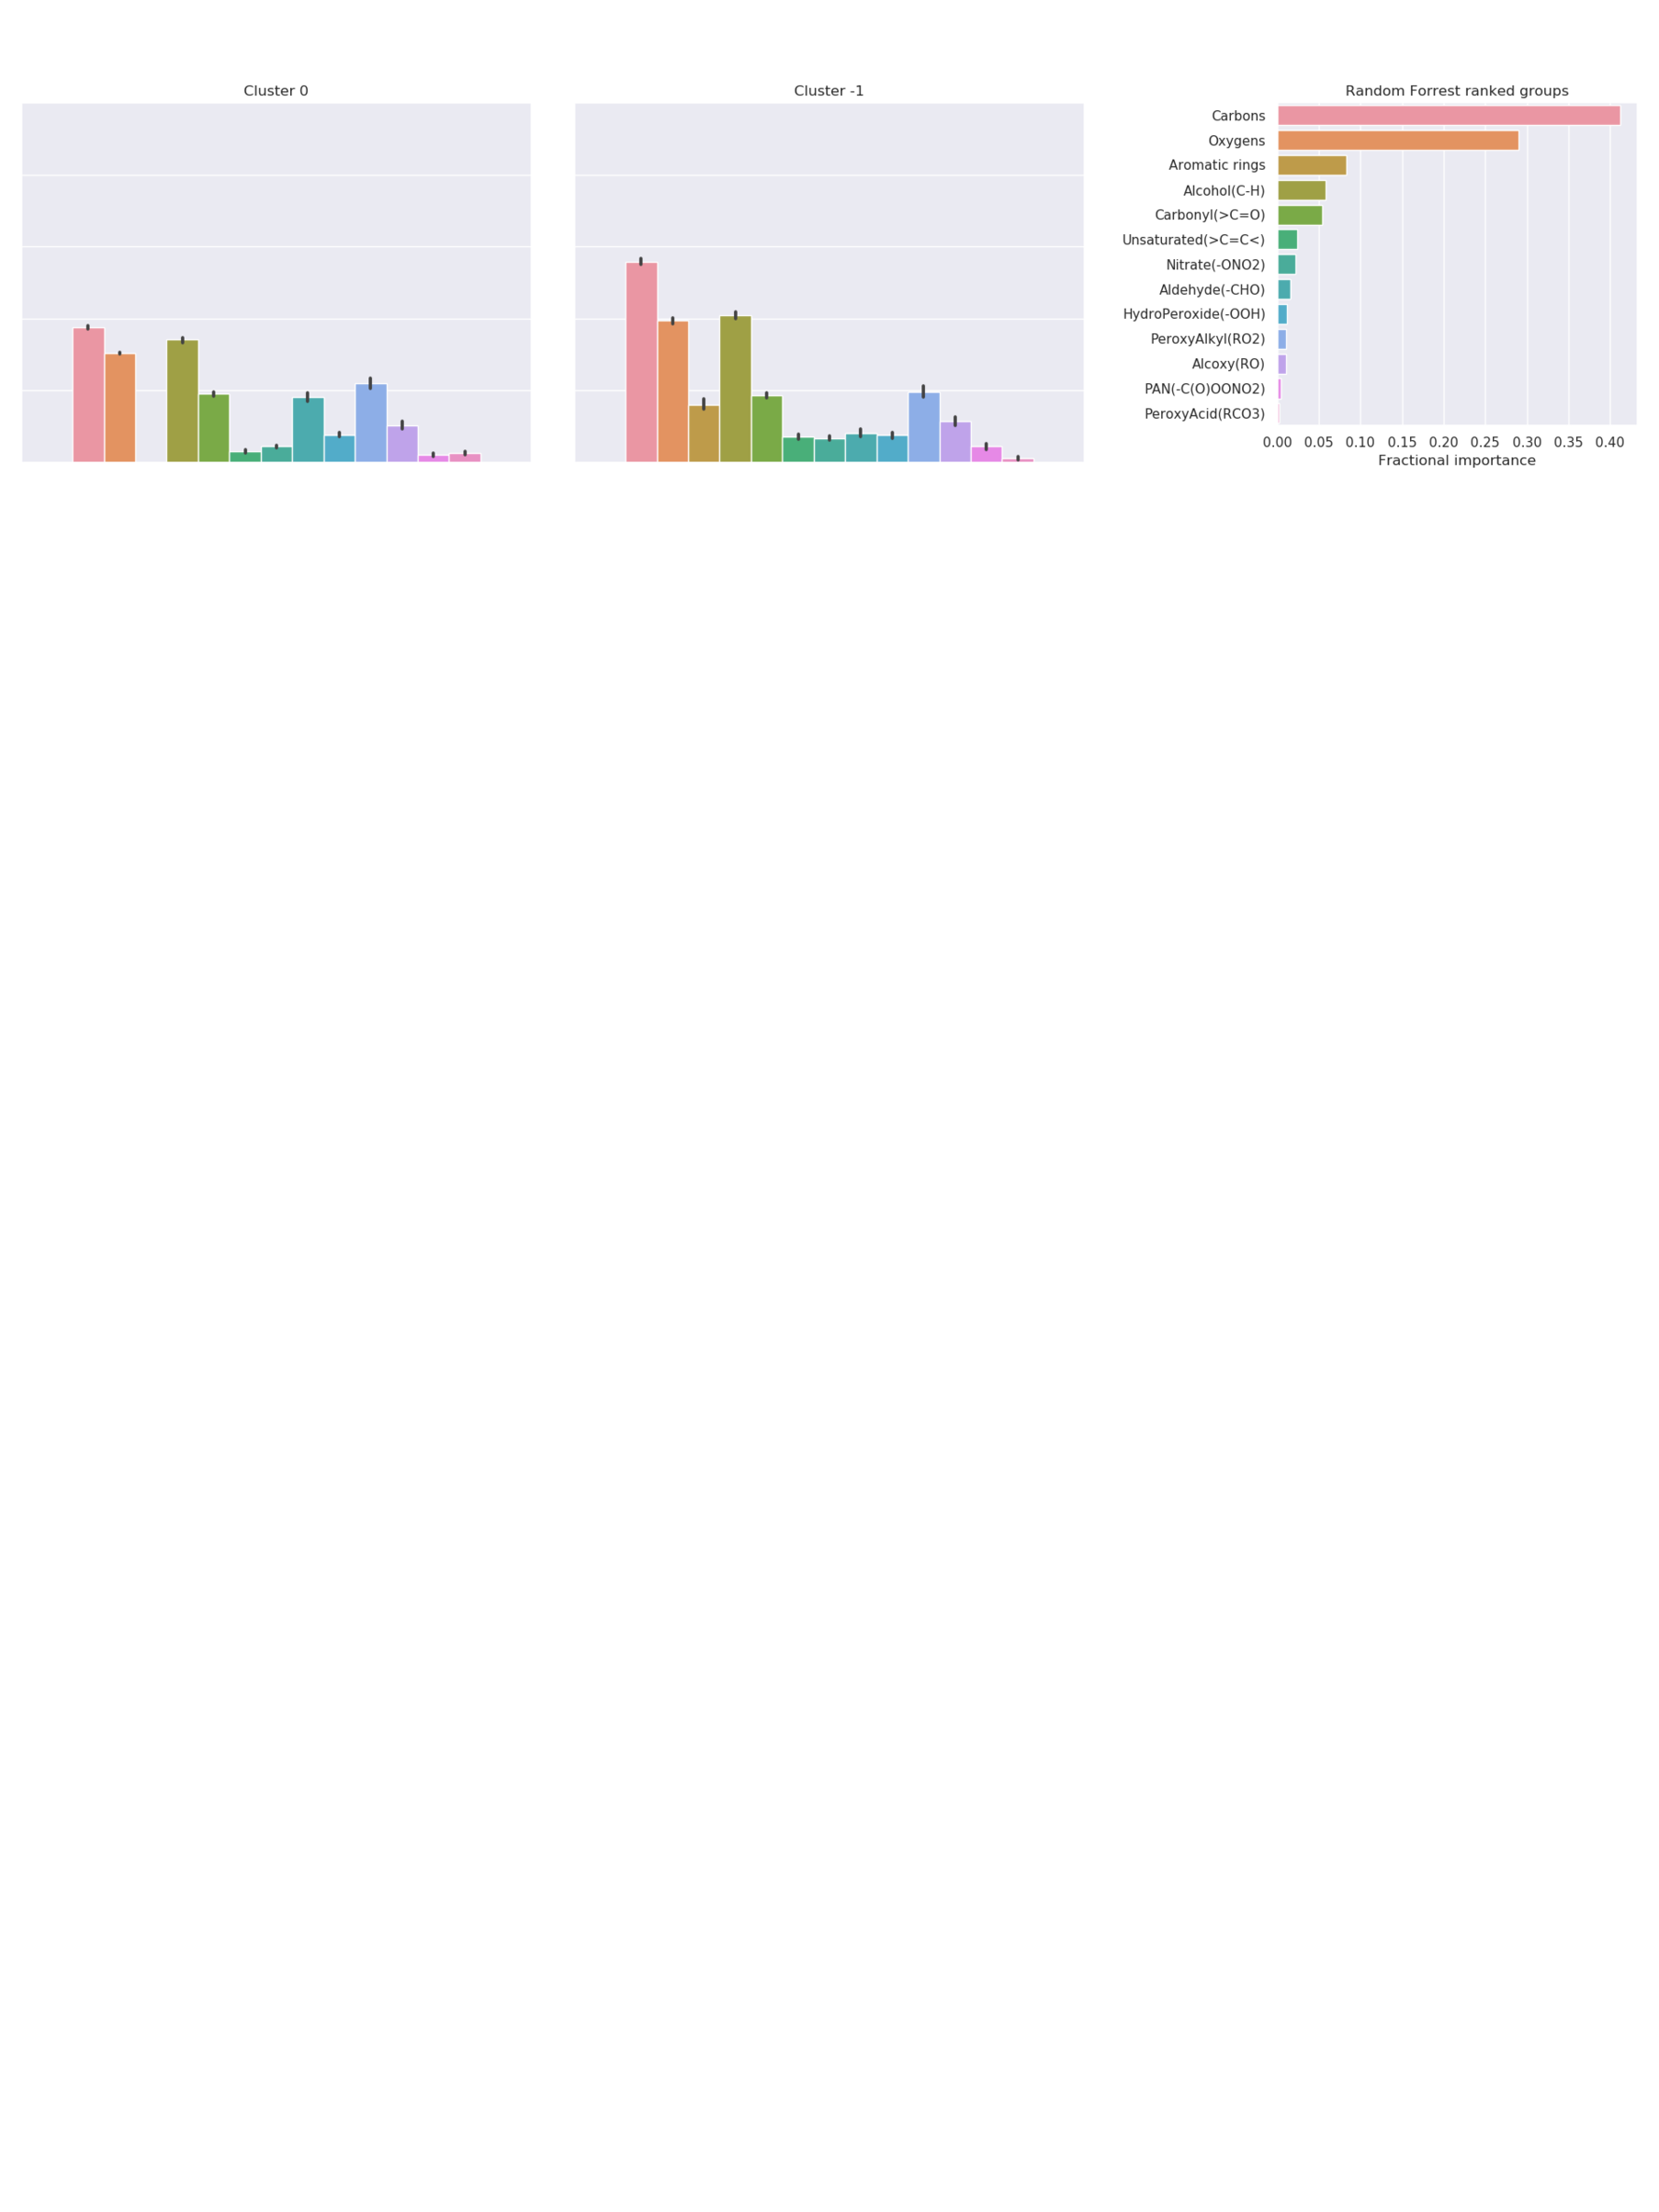 Cluster 0
Cluster -1
Random Forrest ranked groups
Carbons
Oxygens
Aromatic rings
Alcohol(C-H)
Carbonyl(>C=O)
Unsaturated(>C=C<)
Nitrate(-ONO2)
Aldehyde(-CHO)
HydroPeroxide(-OOH)
PeroxyAlkyl(RO2)
Alcoxy(RO)
PAN(-C(O)OONO2)
PeroxyAcid(RCO3)
0.00 0.05 0.10 0.15 0.20 0.25 0.30 0.35 0.40
Fractional importance